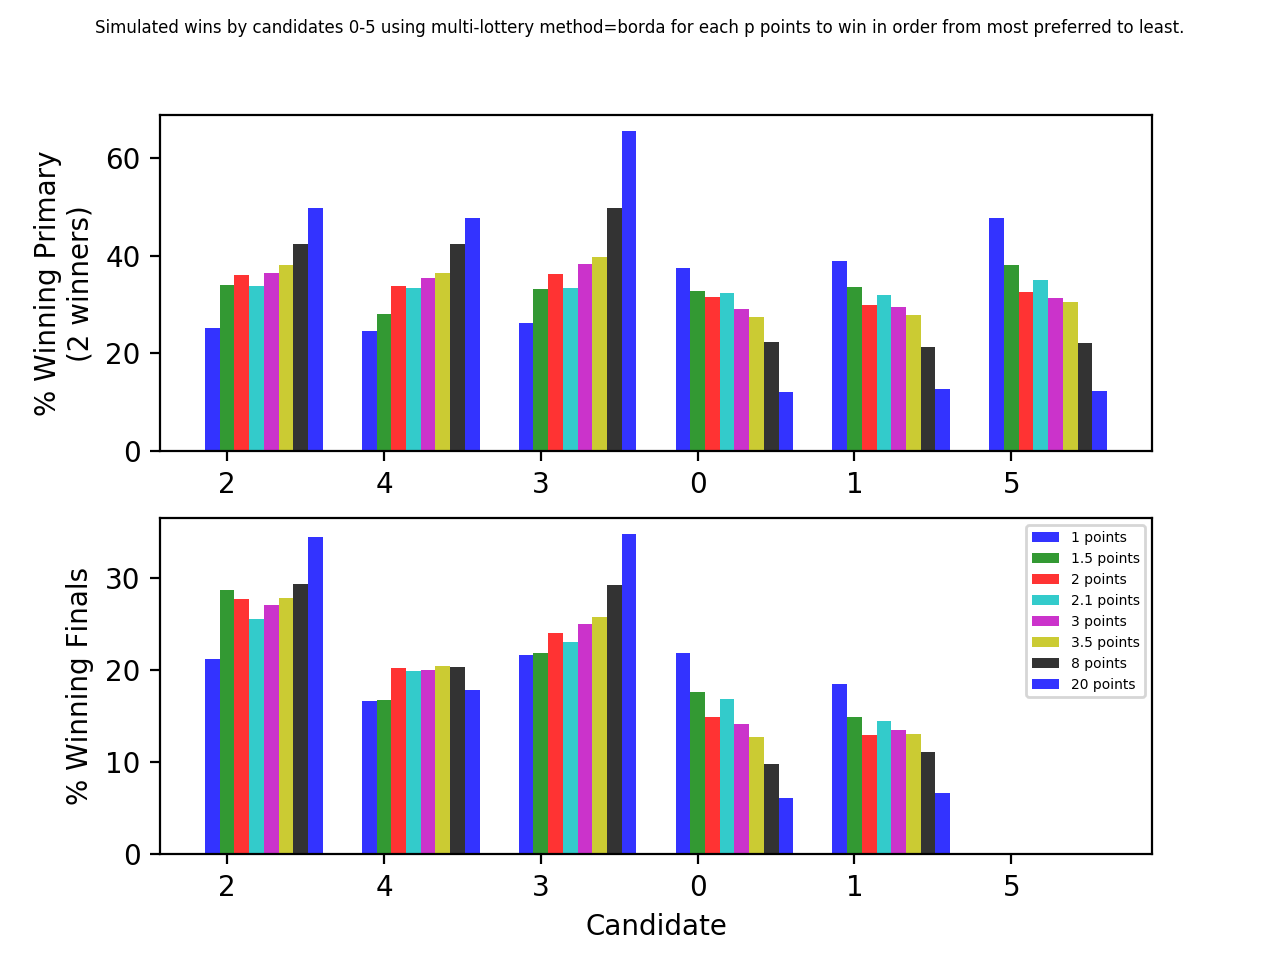 Simulated wins by candidates 0-5 using multi-lottery method=borda for each p points to win in order from most preferred to least.
% Winning Primary
(2 winners)
60
40
20
0
2 4 3 0 1 5
% Winning Finals
30
20
10
0
1 points
1.5 points
2 points
2.1 points
3 points
3.5 points
8 points
20 points
2 4 3 0 1 5
Candidate